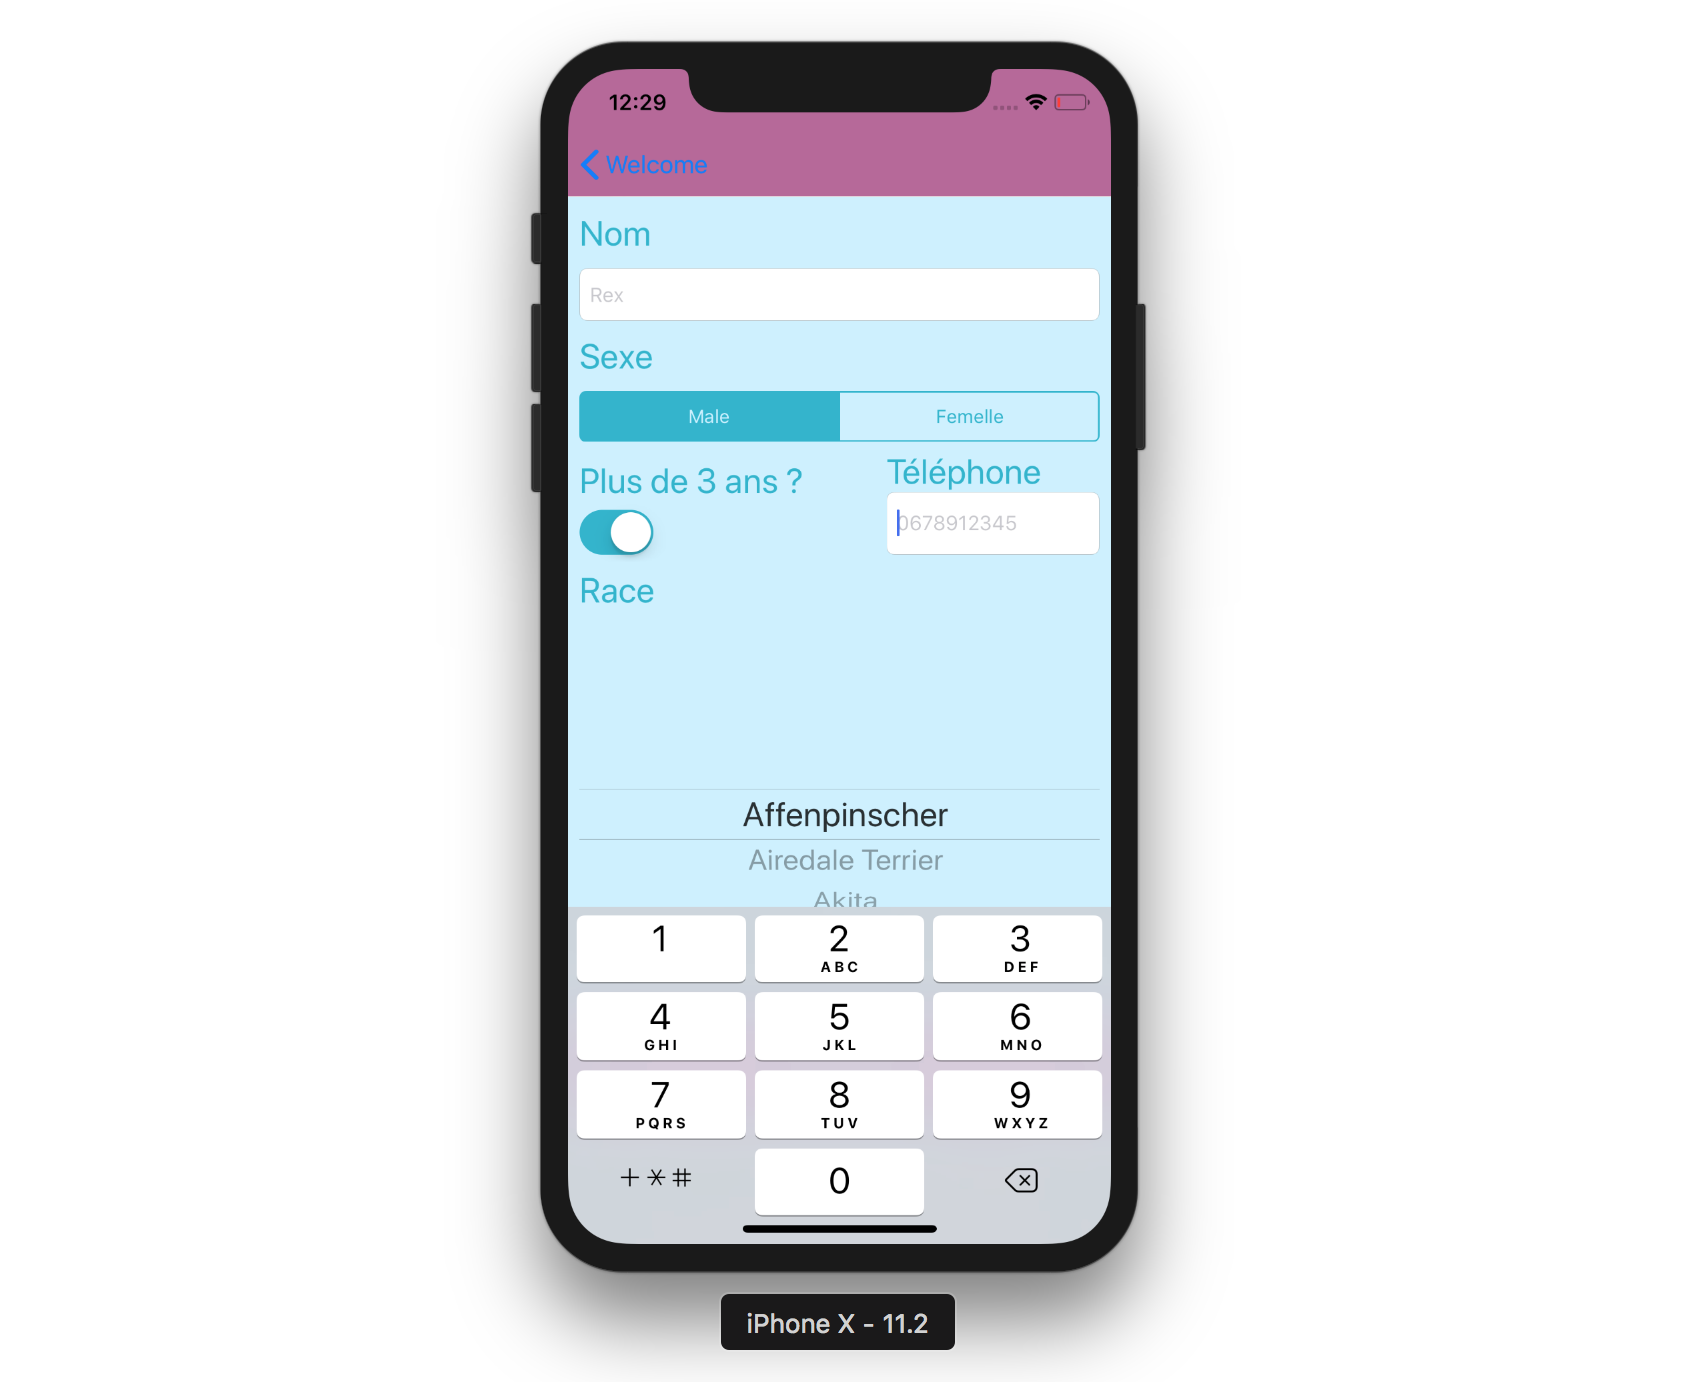 12:29
Welcome
Nom
Rex
Sexe
Male Femelle
Plus de 3 ans ? Téléphone
0678912345
Race
Affenpinscher
Airedale Terrier
Akita
1 2 3
ABC DEF
4 5 6
GHI JKL MNO
7 8 9
PQRS TUV WXYZ
+*# 0
iPhone X - 11.2